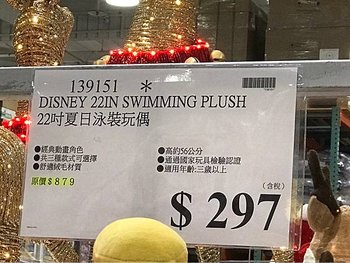 139151 *
DISNEY 22IN SWIMMING PLUSH
22吋夏日泳裝玩偶
●經典動畫角色
●共三種款式可選擇
●舒適絨毛材質
●高約56公分
●通過國家玩具檢驗認證
●適用年齡:三歲以上
原價$879
(含稅)
$297